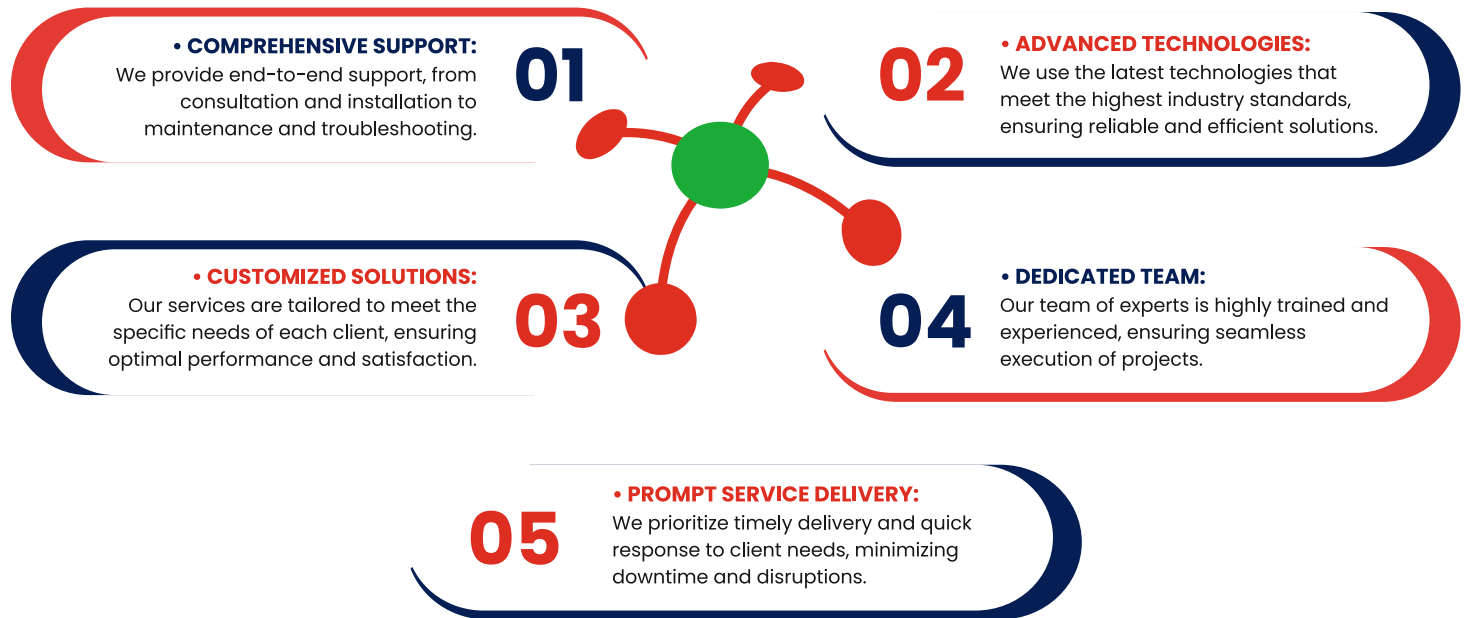 01
• COMPREHENSIVE SUPPORT:
We provide end-to-end support, from
consultation and installation to
maintenance and troubleshooting.
02
• ADVANCED TECHNOLOGIES:
We use the latest technologies that
meet the highest industry standards,
ensuring reliable and efficient solutions.
03
• CUSTOMIZED SOLUTIONS:
Our services are tailored to meet the
specific needs of each client, ensuring
optimal performance and satisfaction.
04
• DEDICATED TEAM:
Our team of experts is highly trained and
experienced, ensuring seamless
execution of projects.
05
• PROMPT SERVICE DELIVERY:
We prioritize timely delivery and quick
response to client needs, minimizing
downtime and disruptions.